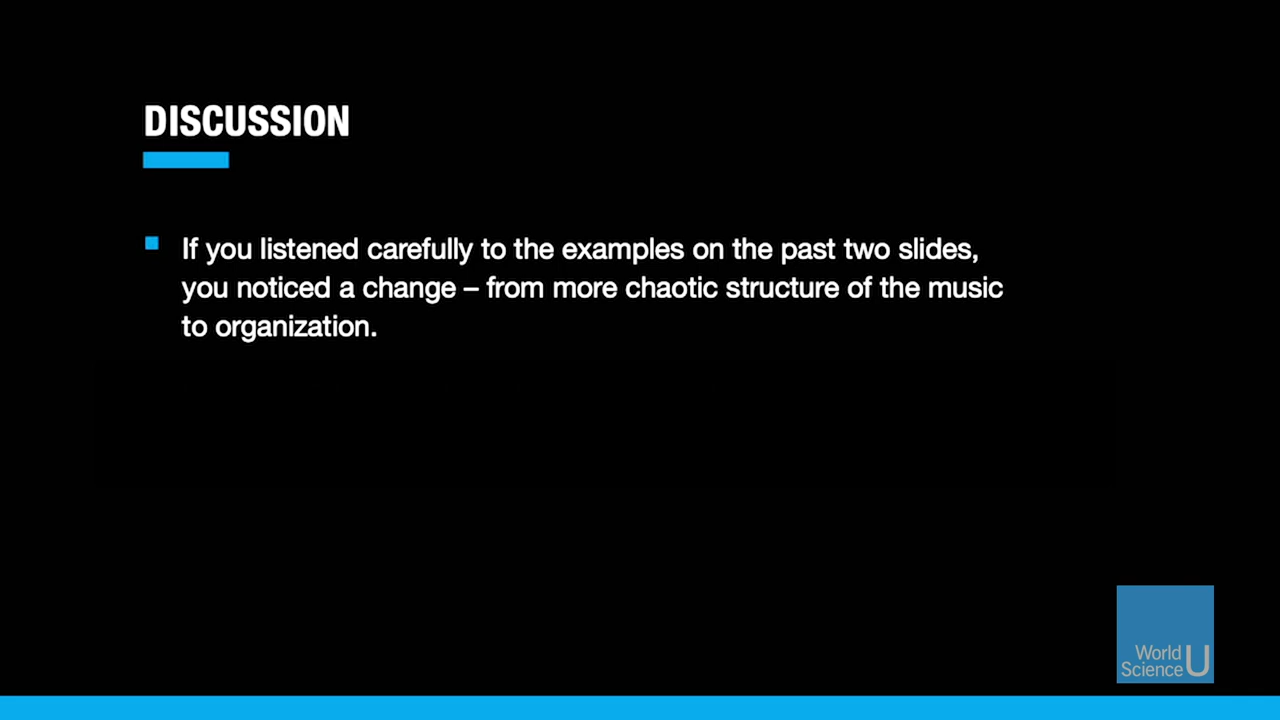 DISCUSSION
If you listened carefully to the examples on the past two slides,
you noticed a change – from more chaotic structure of the music
to organization.
World
Science U